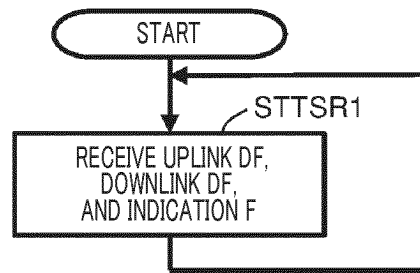 START
STTSR1
RECEIVE UPLINK DF,
DOWNLINK DF,
AND INDICATION F